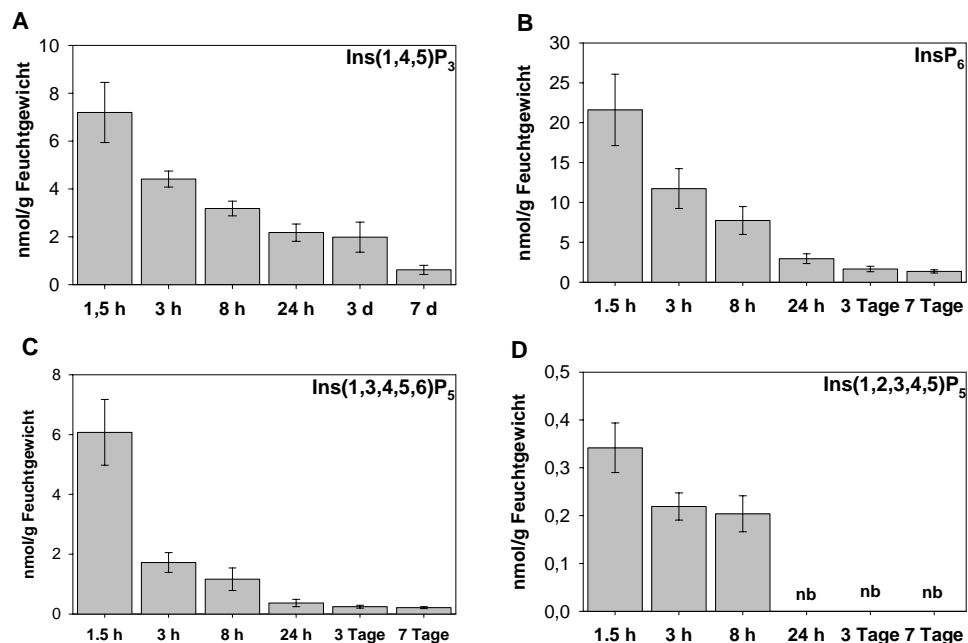 A
Ins(1,4,5)P3
nmol/g Feuchtgewicht
10
8
6
4
2
0
1,5 h 3 h 8 h 24 h 3 d 7 d
B
InsP6
nmol/g Feuchtgewicht
30
25
20
15
10
5
0
1.5 h 3 h 8 h 24 h 3 Tage 7 Tage
C
Ins(1,3,4,5,6)P5
nmol/g Feuchtgewicht
8
6
4
2
0
1.5 h 3 h 8 h 24 h 3 Tage 7 Tage
D
Ins(1,2,3,4,5)P5
nmol/g Feuchtgewicht
0,5
0,4
0,3
0,2
0,1
0,0
nb nb nb
1.5 h 3 h 8 h 24 h 3 Tage 7 Tage